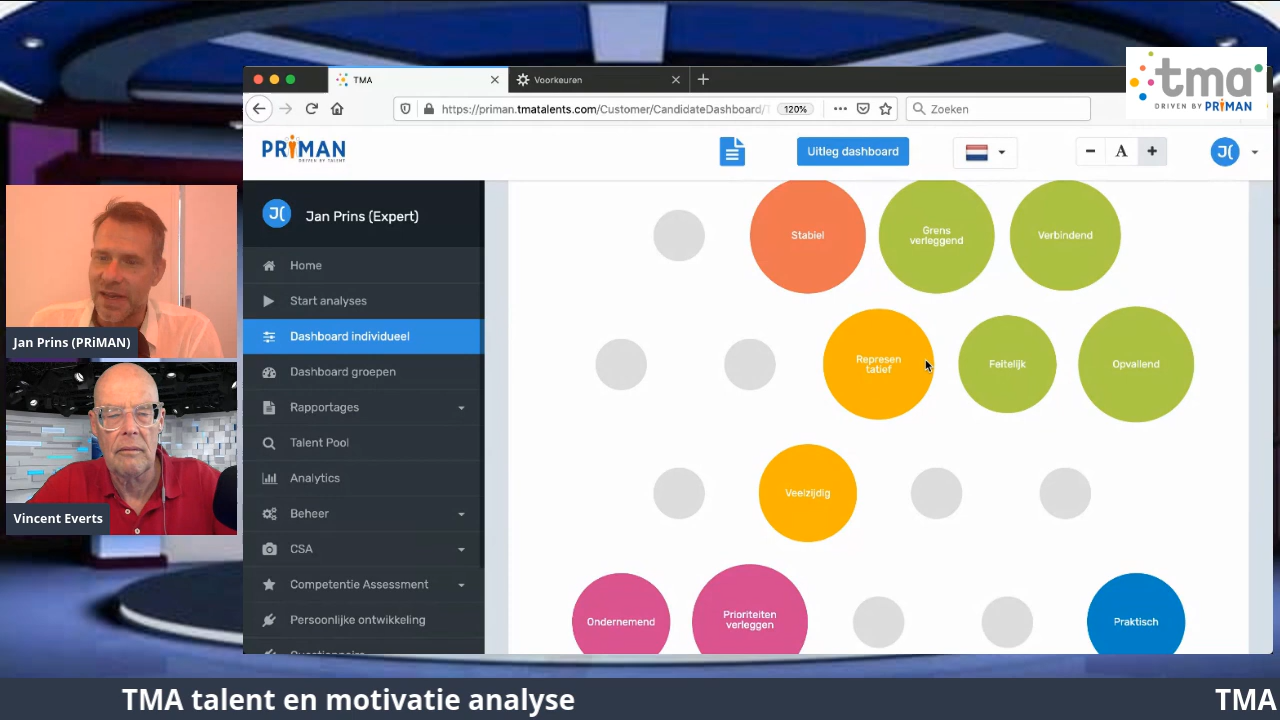 TMA
Voorkeuren
https://priman.tmatalents.com/Customer/CandidateDashboard/
120%
Zoeken
tma
DRIVEN BY PRiMAN
PRiMAN
DRIVEN BY TALENT
Uitleg dashboard
A
J(
J(
Jan Prins (Expert)
Home
Start analyses
Dashboard individueel
Dashboard groepen
Rapportages
Talent Pool
Analytics
Beheer
CSA
Competentie Assessment
Persoonlijke ontwikkeling
Stabiel
Grens
verleggend
Verbindend
Represen
tatief
Feitelijk
Opvallend
Veelzijdig
Ondernemend
Prioriteiten
verleggen
Praktisch
Jan Prins (PRiMAN)
Vincent Everts
TMA talent en motivatie analyse
TMA